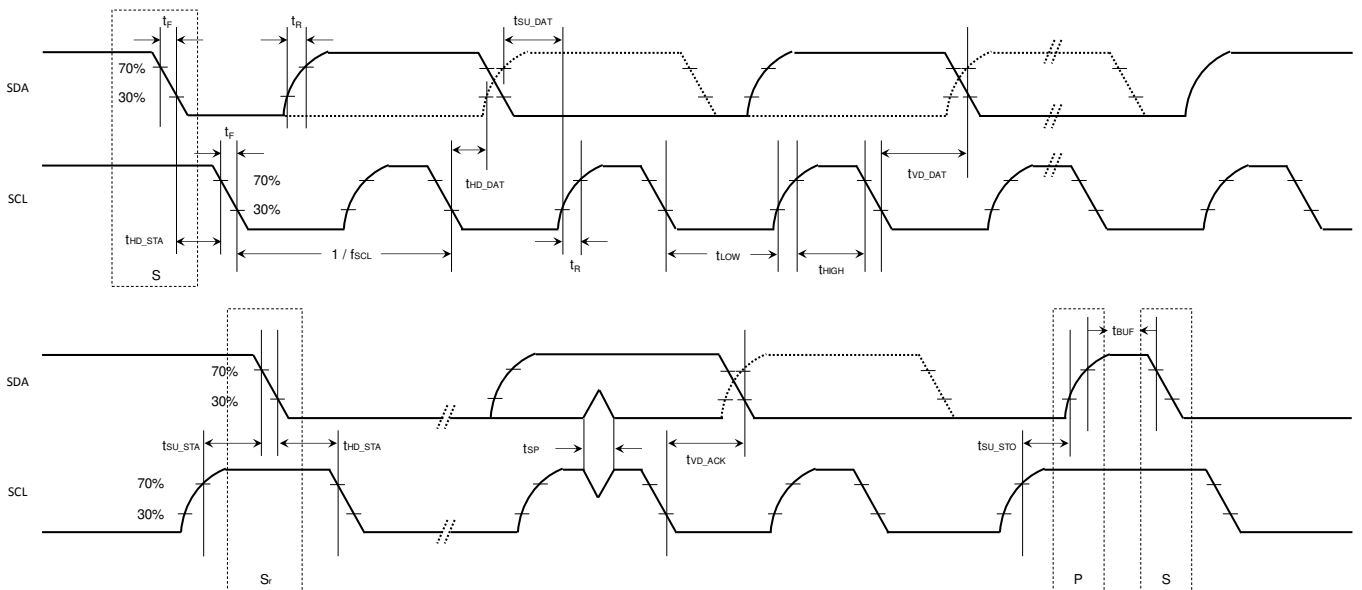 tF
tR
tSU_DAT
SDA
70%
30%
tF
SCL
70%
30%
tHD_DAT
tVD_DAT
tHD_STA
1 / fSCL
tR
tLOW
tHIGH
S
tBUF
SDA
70%
30%
tSU_STA
tHD_STA
tSP
tVD_ACK
tSU_STO
SCL
70%
30%
Sr
P
S